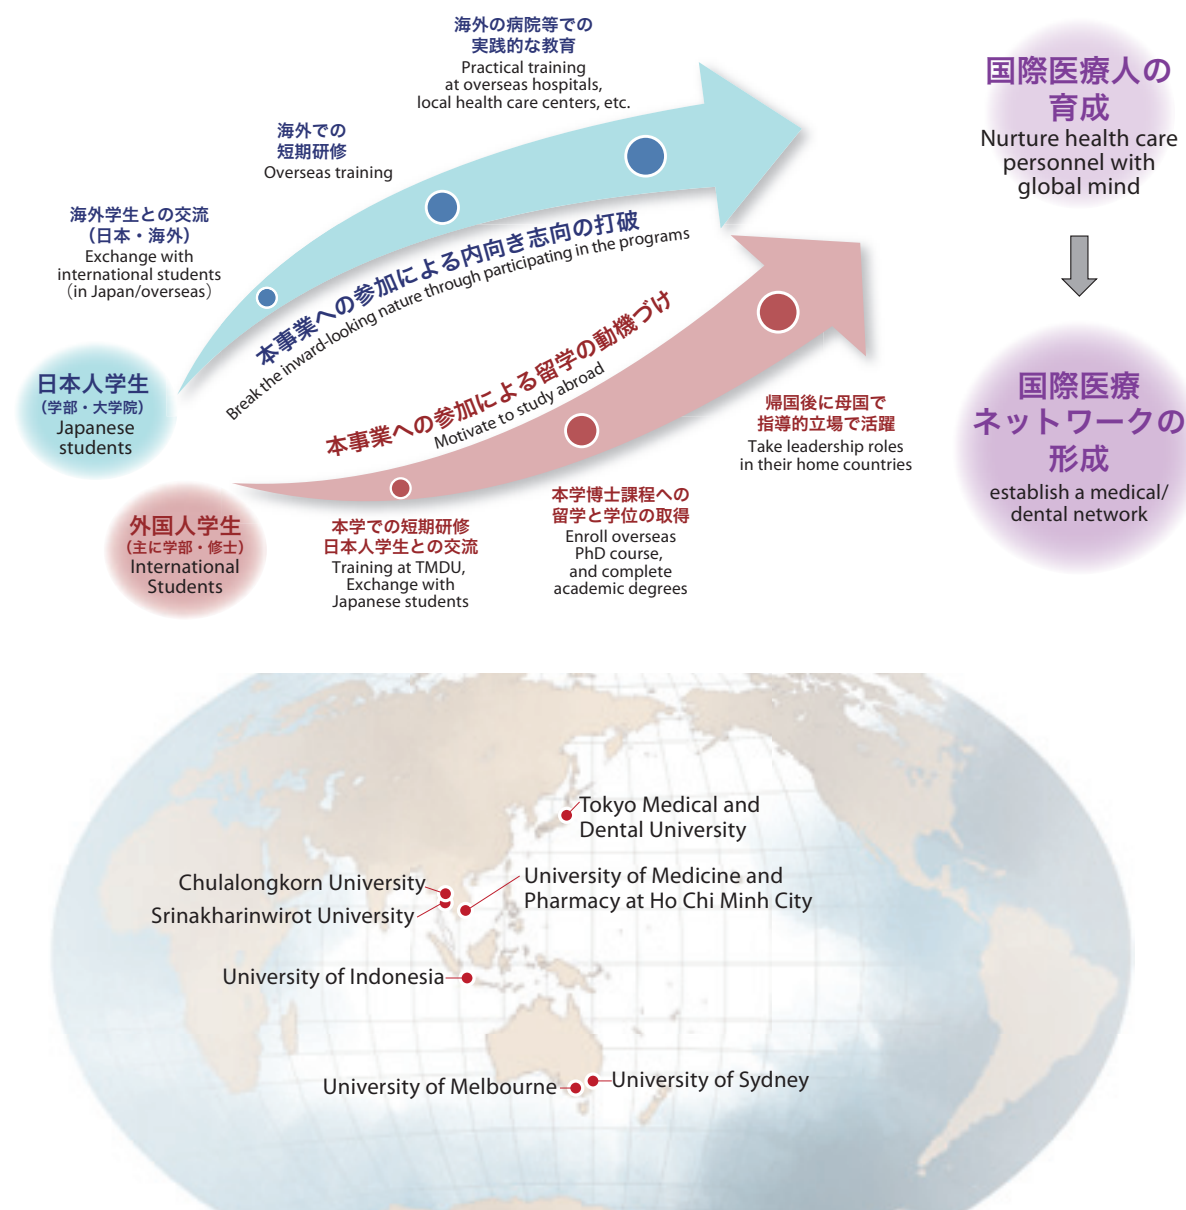 海外の病院等での
実践的な教育
Practical training
at overseas hospitals,
local health care centers, etc.
海外での
短期研修
Overseas training
海外学生との交流
（日本・海外）
Exchange with
international students
（in Japan/overseas）
本事業への参加による内向き志向の打破
Break the inward-looking nature through participating in the programs
日本人学生
（学部・大学院）
Japanese
students
本事業への参加による留学の動機づけ
Motivate to study abroad
外国人学生
（主に学部・修士）
International
Students
本学での短期研修
日本人学生との交流
Training at TMDU,
Exchange with
Japanese students
本学博士課程への
留学と学位の取得
Enroll overseas
PhD course,
and complete
academic degrees
帰国後に母国で
指導的立場で活躍
Take leadership roles
in their home countries
国際医療人の
育成
Nurture health care
personnel with
global mind
国際医療
ネットワークの
形成
establish a medical/
dental network
Tokyo Medical and
Dental University
Chulalongkorn University
Srinakharinwirot University
University of Medicine and
Pharmacy at Ho Chi Minh City
University of Indonesia
University of Melbourne
University of Sydney